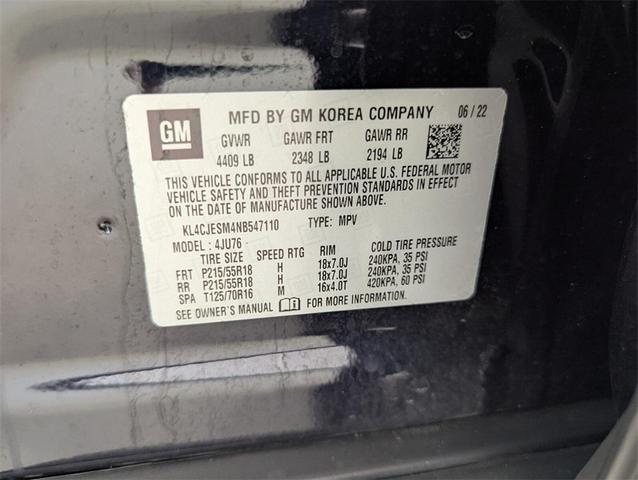 GM
MFD BY GM KOREA COMPANY 06 / 22
GVWR GAWR FRT GAWR RR
4409 LB 2348 LB 2194 LB
THIS VEHICLE CONFORMS TO ALL APPLICABLE U.S. FEDERAL MOTOR
VEHICLE SAFETY AND THEFT PREVENTION STANDARDS IN EFFECT
ON THE DATE OF MANUFACTURE SHOWN ABOVE.
KL4CJESM4NB547110 TYPE: MPV
MODEL : 4JU76
TIRE SIZE SPEED RTG RIM COLD TIRE PRESSURE
FRT P215/55R18 H 18x7.0J 240KPA, 35 PSI
RR P215/55R18 H 18x7.0J 240KPA, 35 PSI
SPA T125/70R16 M 16x4.0T 420KPA, 60 PSI
SEE OWNER'S MANUAL FOR MORE INFORMATION.